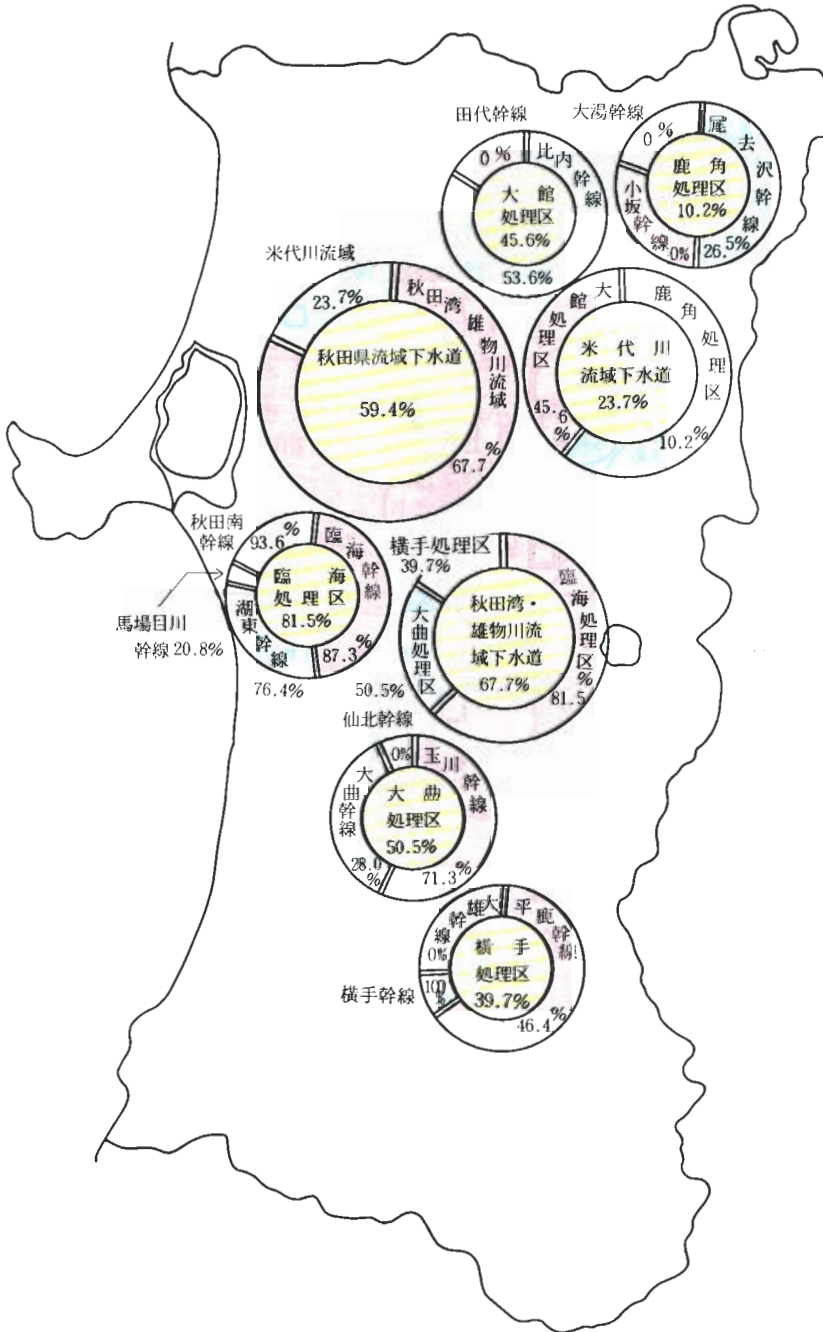 田代幹線
0%
比内幹線
大館
処理区
45.6%
53.6%
大湯幹線
0%
尾去沢幹線
鹿角
処理区
10.2%
小坂幹線
0%
26.5%
米代川流域
23.7%
秋田湾雄物川流域
秋田県流域下水道
59.4%
67.7%
大館処理区
鹿角処理区
米代川
流域下水道
23.7%
45.6%
10.2%
秋田南
幹線
93.6%
臨海幹線
臨海
処理区
81.5%
馬場目川
幹線 20.8%
湖東幹線
87.3%
76.4%
横手処理区
39.7%
臨海処理区
秋田湾・
雄物川流
域下水道
67.7%
大曲処理区
81.5%
50.5%
仙北幹線
0%
玉川幹線
大曲幹線
大曲
処理区
50.5%
28.0%
71.3%
大雄幹線
0%
平鹿幹線
横手
処理区
39.7%
横手幹線
100%
46.4%